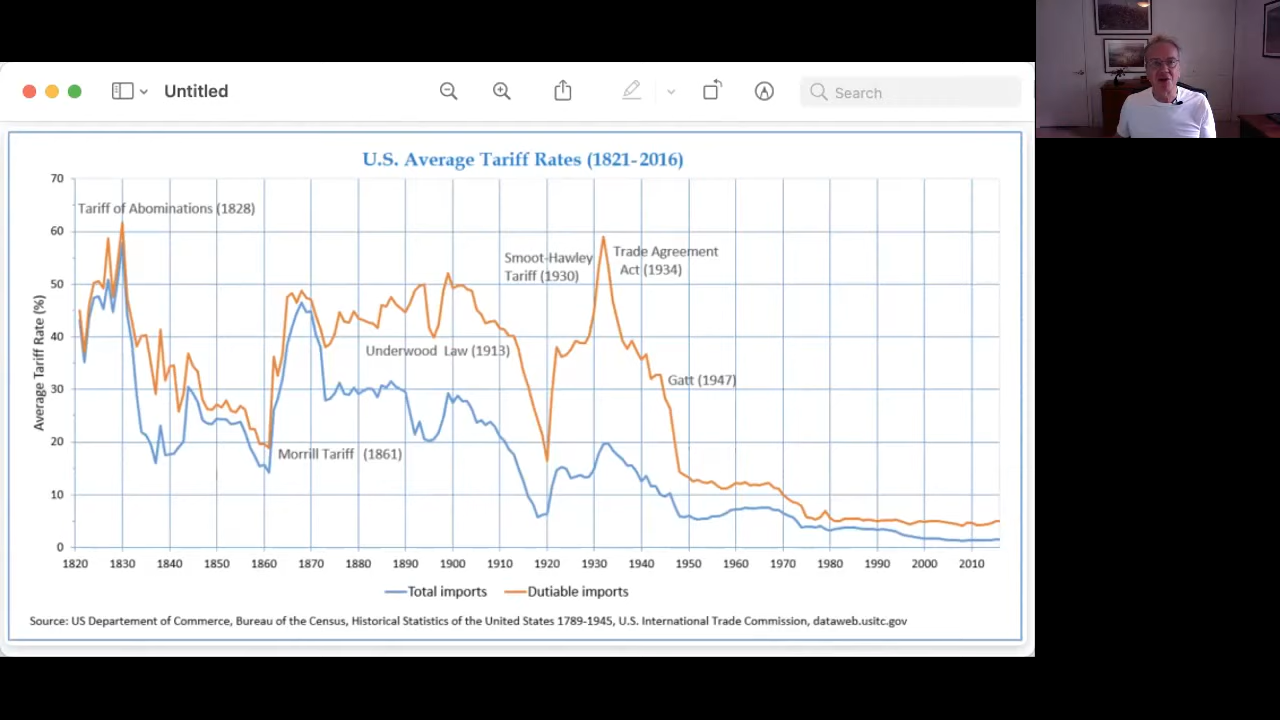 Untitled
Search
U.S. Average Tariff Rates (1821-2016)
Average Tariff Rate (%)
70
60
50
40
30
20
10
0
Tariff of Abominations (1828)
Smoot-Hawley
Tariff (1930)
Trade Agreement
Act (1934)
Underwood Law (1913)
Gatt (1947)
Morrill Tariff (1861)
1820 1830 1840 1850 1860 1870 1880 1890 1900 1910 1920 1930 1940 1950 1960 1970 1980 1990 2000 2010
Total imports Dutiable imports
Source: US Departement of Commerce, Bureau of the Census, Historical Statistics of the United States 1789-1945, U.S. International Trade Commission, dataweb.usitc.gov